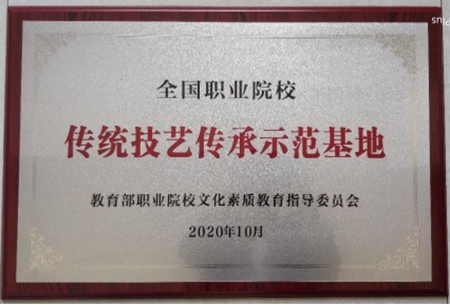 全国职业院校
传统技艺传承示范基地
教育部职业院校文化素质教育指导委员会
2020年10月